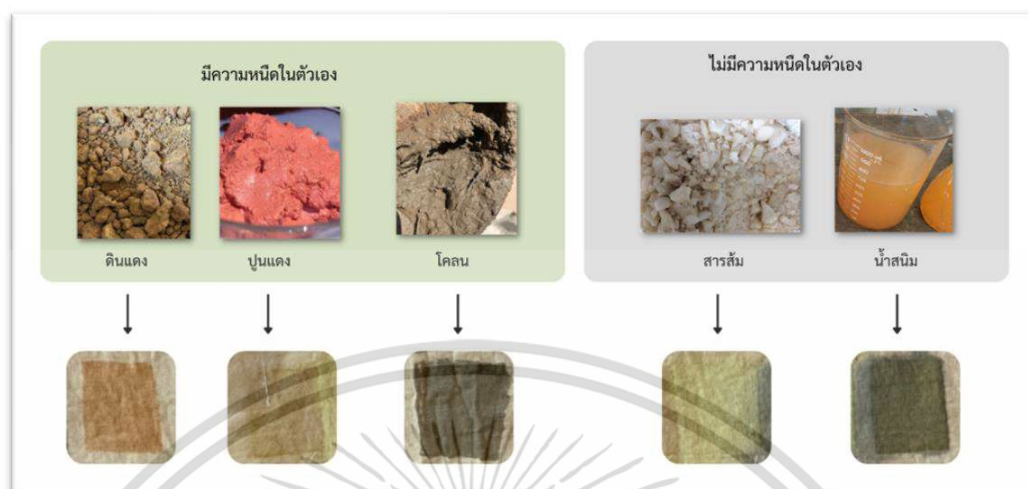 มีความหนืดในตัวเอง
ไม่มีความหนืดในตัวเอง
ดินแดง
ปูนแดง
โคลน
สารส้ม
น้ำสนิม